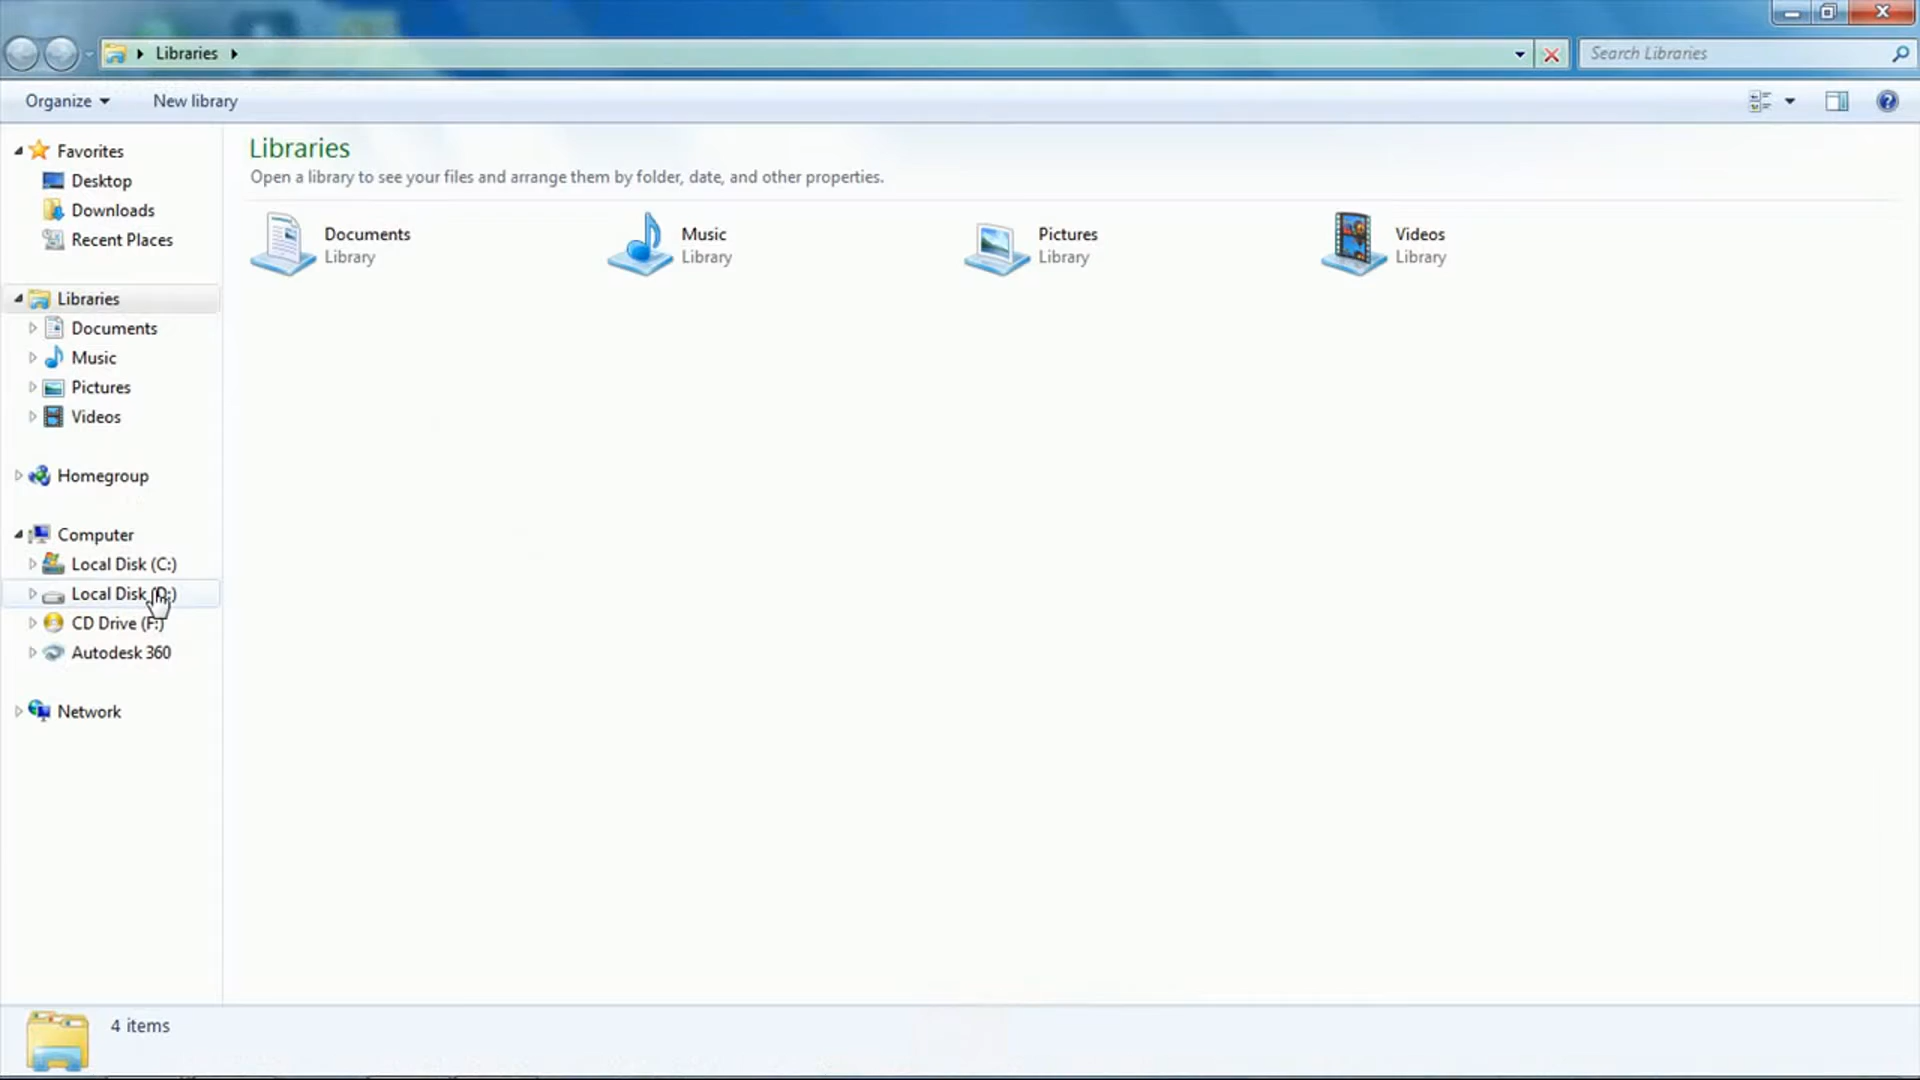 Libraries
Search Libraries
Organize
New library
Favorites
Desktop
Downloads
Recent Places
Libraries
Documents
Music
Pictures
Videos
Homegroup
Computer
Local Disk (C:)
Local Disk (D:)
CD Drive (F:)
Autodesk 360
Network
Libraries
Open a library to see your files and arrange them by folder, date, and other properties.
Documents
Library
Music
Library
Pictures
Library
Videos
Library
4 items